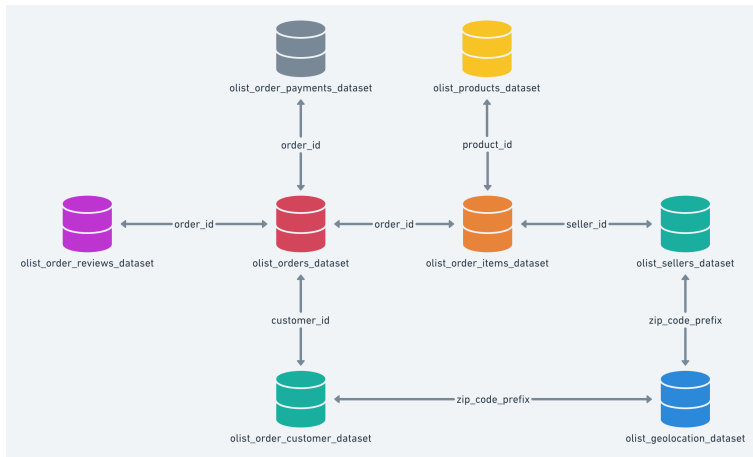 olist_order_payments_dataset
olist_products_dataset
order_id
product_id
order_id
order_id
seller_id
olist_order_reviews_dataset
olist_orders_dataset
olist_order_items_dataset
olist_sellers_dataset
customer_id
zip_code_prefix
zip_code_prefix
olist_order_customer_dataset
olist_geolocation_dataset